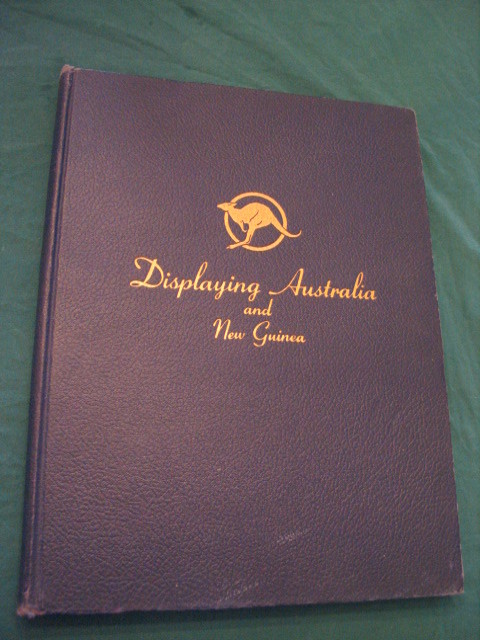 Displaying Australia
and
New Guinea